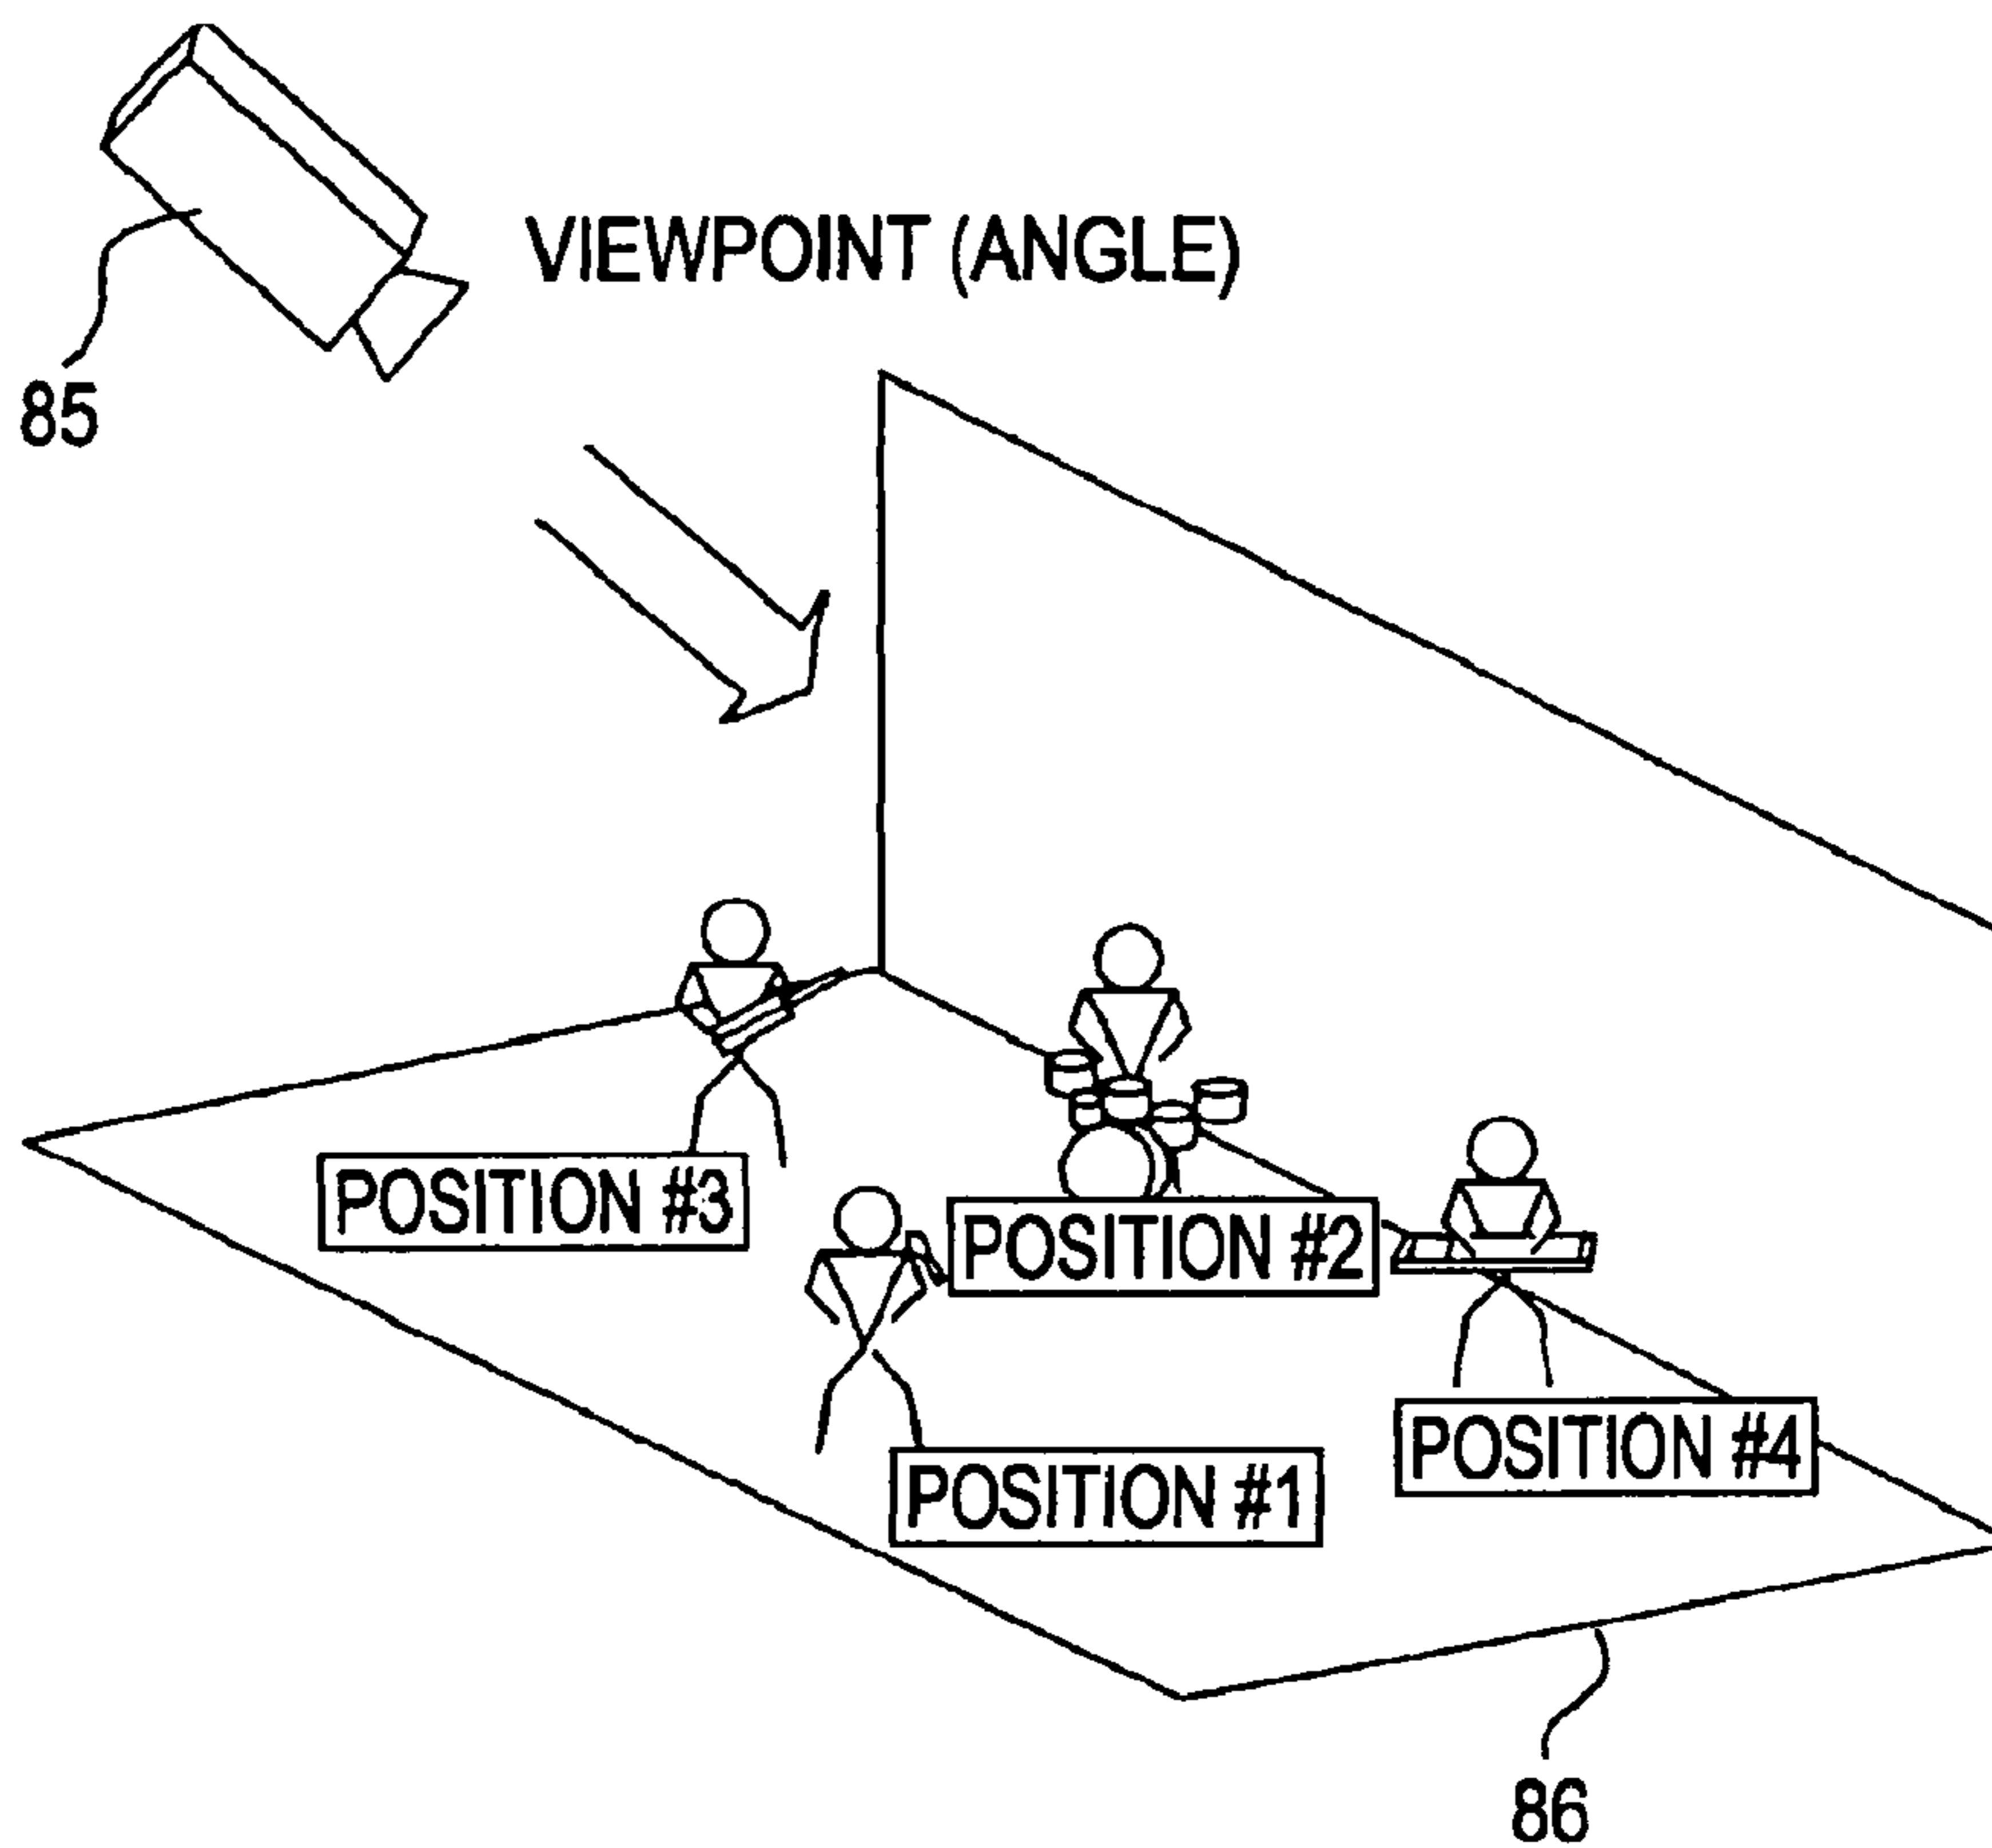 VIEWPOINT (ANGLE)
85
POSITION #3
POSITION #2
POSITION #4
POSITION #1
86